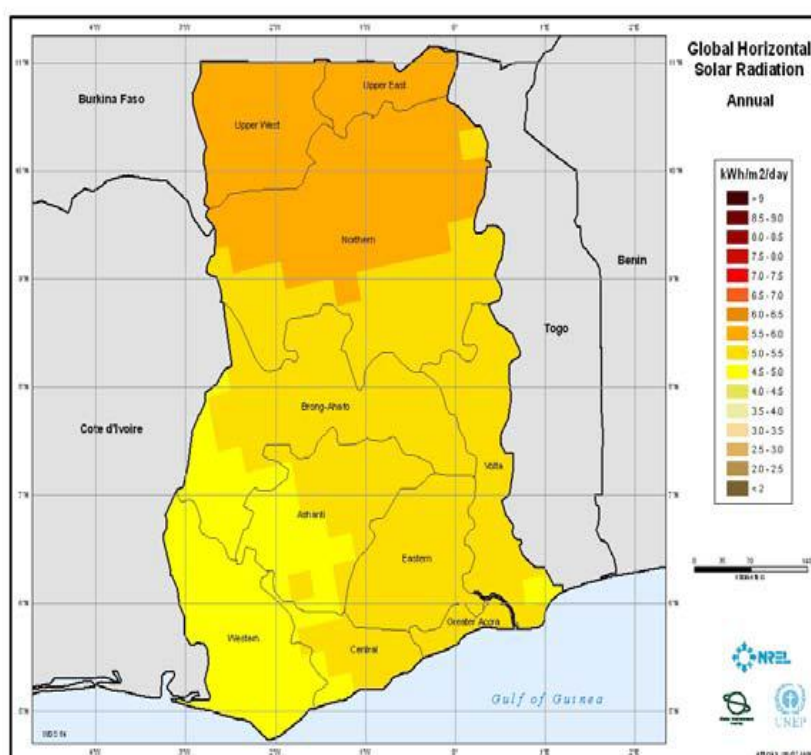 Global Horizontal
Solar Radiation
Annual
kWh/m2/day
> 9
8.5 - 9.0
8.0 - 8.5
7.5 - 8.0
7.0 - 7.5
6.5 - 7.0
6.0 - 6.5
5.5 - 6.0
5.0 - 5.5
4.5 - 5.0
4.0 - 4.5
3.5 - 4.0
3.0 - 3.5
2.5 - 3.0
2.0 - 2.5
< 2
Burkina Faso
Upper East
Upper West
Northern
Benin
Togo
Cote d'Ivoire
Brong-Ahafo
Volta
Ashanti
Eastern
Western
Central
Greater Accra
Gulf of Guinea
NREL
UNEP